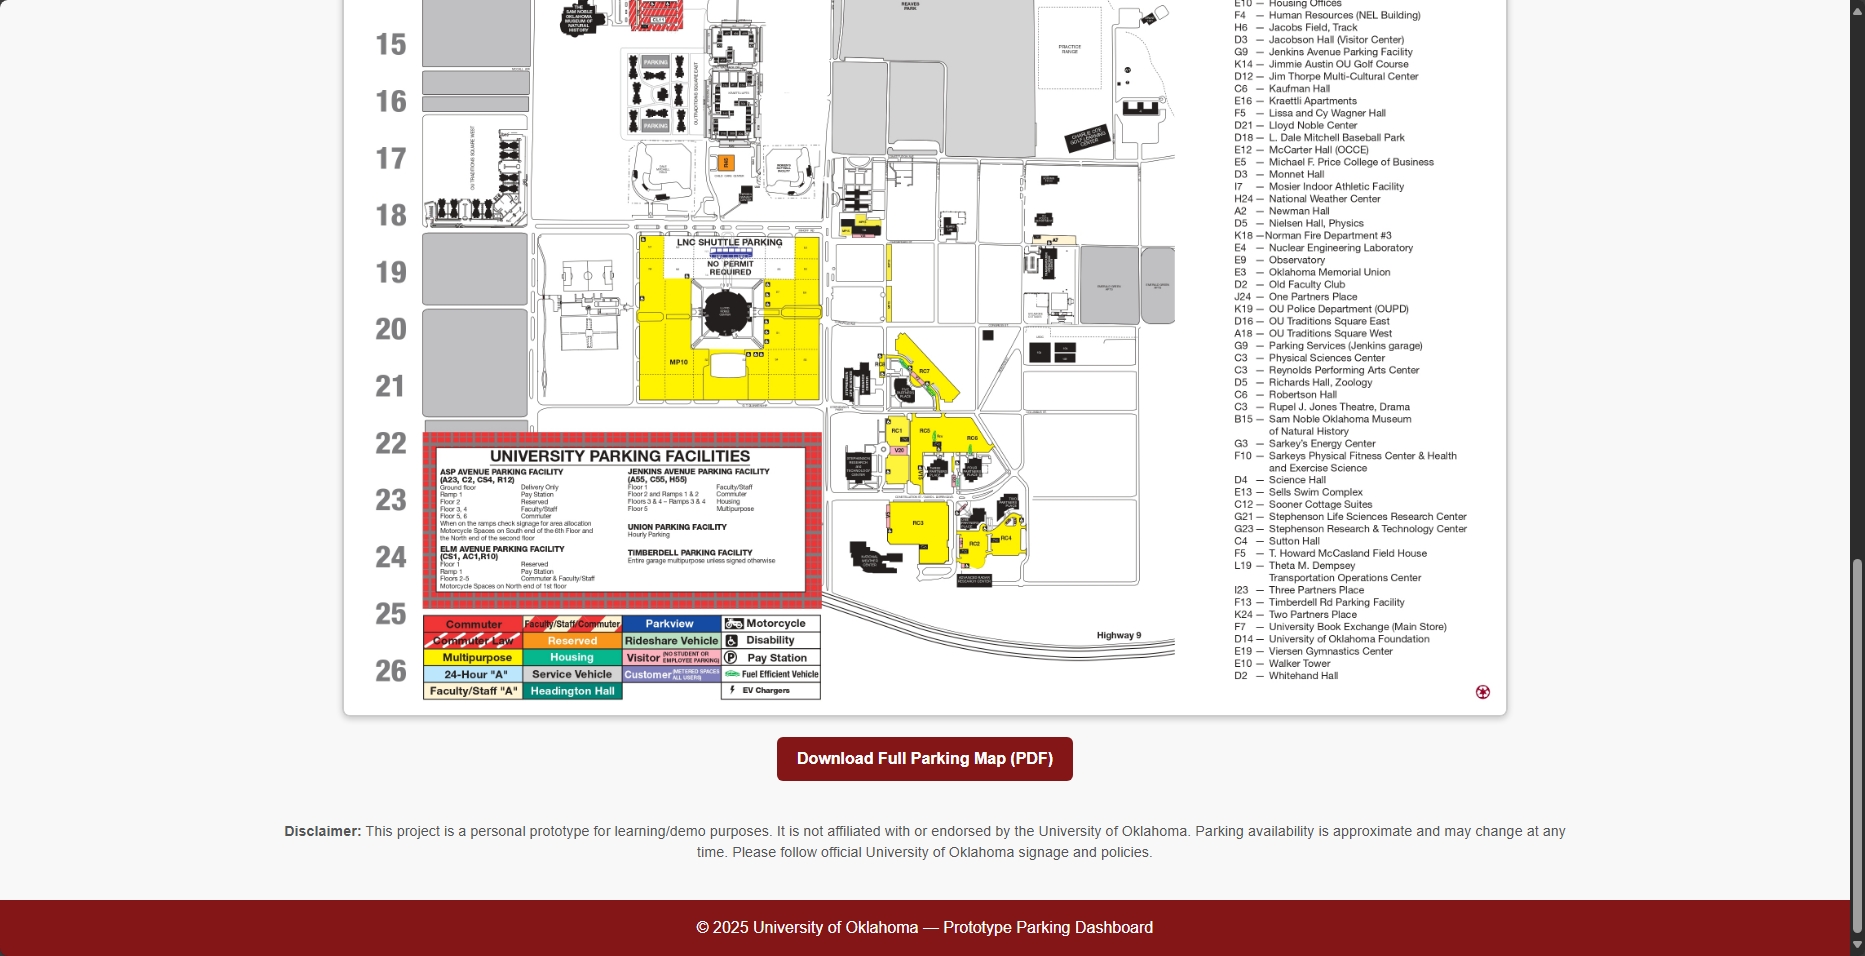 THE
SAM NOBLE
OKLAHOMA
MUSEUM OF
NATURAL
HISTORY
REAVES
PARK
PRACTICE
RANGE
15
16
17
18
19
20
21
22
23
24
25
26
PARKING
PARKING
OU TRADITIONS SQUARE EAST
OU TRADITIONS SQUARE WEST
LNC SHUTTLE PARKING
NO PERMIT
REQUIRED
MP10
RC7
RC1
RC5
RC6
V26
RC3
RC2
RC4
Highway 9
UNIVERSITY PARKING FACILITIES
ASP AVENUE PARKING FACILITY
(A23, C2, CS4, R12)
Ground floor Delivery Only
Ramp 1 Pay Station
Floor 2 Reserved
Floor 3, 4 Faculty/Staff
Floor 5, 6 Commuter
When on the ramps check signage for area allocation
Motorcycle Spaces on South end of the 6th Floor and
the North end of the second floor
ELM AVENUE PARKING FACILITY
(CS1, AC1,R10)
Floor 1 Reserved
Ramp 1 Pay Station
Floors 2-5 Commuter & Faculty/Staff
Motorcycle Spaces on North end of 1st floor
JENKINS AVENUE PARKING FACILITY
(A55, C55, H55)
Floor 1 Faculty/Staff
Floor 2 and Ramps 1 & 2 Commuter
Floors 3 & 4 – Ramps 3 & 4 Housing
Floor 5 Multipurpose
UNION PARKING FACILITY
Hourly Parking
TIMBERDELL PARKING FACILITY
Entire garage multipurpose unless signed otherwise
Commuter
Faculty/Staff/Commuter
Parkview
Motorcycle
Commuter Law
Reserved
Rideshare Vehicle
Disability
Multipurpose
Housing
Visitor (NO STUDENT OR EMPLOYEE PARKING)
Pay Station
24-Hour "A"
Service Vehicle
Customer (METERED SPACES ALL USERS)
Fuel Efficient Vehicle
Faculty/Staff "A"
Headington Hall
EV Chargers
E10 — Housing Offices
F4 — Human Resources (NEL Building)
H6 — Jacobs Field, Track
D3 — Jacobson Hall (Visitor Center)
G9 — Jenkins Avenue Parking Facility
K14 — Jimmie Austin OU Golf Course
D12 — Jim Thorpe Multi-Cultural Center
C6 — Kaufman Hall
E16 — Kraettli Apartments
F5 — Lissa and Cy Wagner Hall
D21 — Lloyd Noble Center
D18 — L. Dale Mitchell Baseball Park
E12 — McCarter Hall (OCCE)
E5 — Michael F. Price College of Business
D3 — Monnet Hall
I7 — Mosier Indoor Athletic Facility
H24 — National Weather Center
A2 — Newman Hall
D5 — Nielsen Hall, Physics
K18 — Norman Fire Department #3
E4 — Nuclear Engineering Laboratory
E9 — Observatory
E3 — Oklahoma Memorial Union
D2 — Old Faculty Club
J24 — One Partners Place
K19 — OU Police Department (OUPD)
D16 — OU Traditions Square East
A18 — OU Traditions Square West
G9 — Parking Services (Jenkins garage)
C3 — Physical Sciences Center
C3 — Reynolds Performing Arts Center
D5 — Richards Hall, Zoology
C6 — Robertson Hall
C3 — Rupel J. Jones Theatre, Drama
B15 — Sam Noble Oklahoma Museum
of Natural History
G3 — Sarkey's Energy Center
F10 — Sarkeys Physical Fitness Center & Health
and Exercise Science
D4 — Science Hall
E13 — Sells Swim Complex
C12 — Sooner Cottage Suites
G21 — Stephenson Life Sciences Research Center
G23 — Stephenson Research & Technology Center
C4 — Sutton Hall
F5 — T. Howard McCasland Field House
L19 — Theta M. Dempsey
Transportation Operations Center
I23 — Three Partners Place
F13 — Timberdell Rd Parking Facility
K24 — Two Partners Place
F7 — University Book Exchange (Main Store)
D14 — University of Oklahoma Foundation
E19 — Viersen Gymnastics Center
E10 — Walker Tower
D2 — Whitehand Hall
Download Full Parking Map (PDF)
Disclaimer: This project is a personal prototype for learning/demo purposes. It is not affiliated with or endorsed by the University of Oklahoma. Parking availability is approximate and may change at any
time. Please follow official University of Oklahoma signage and policies.
© 2025 University of Oklahoma — Prototype Parking Dashboard